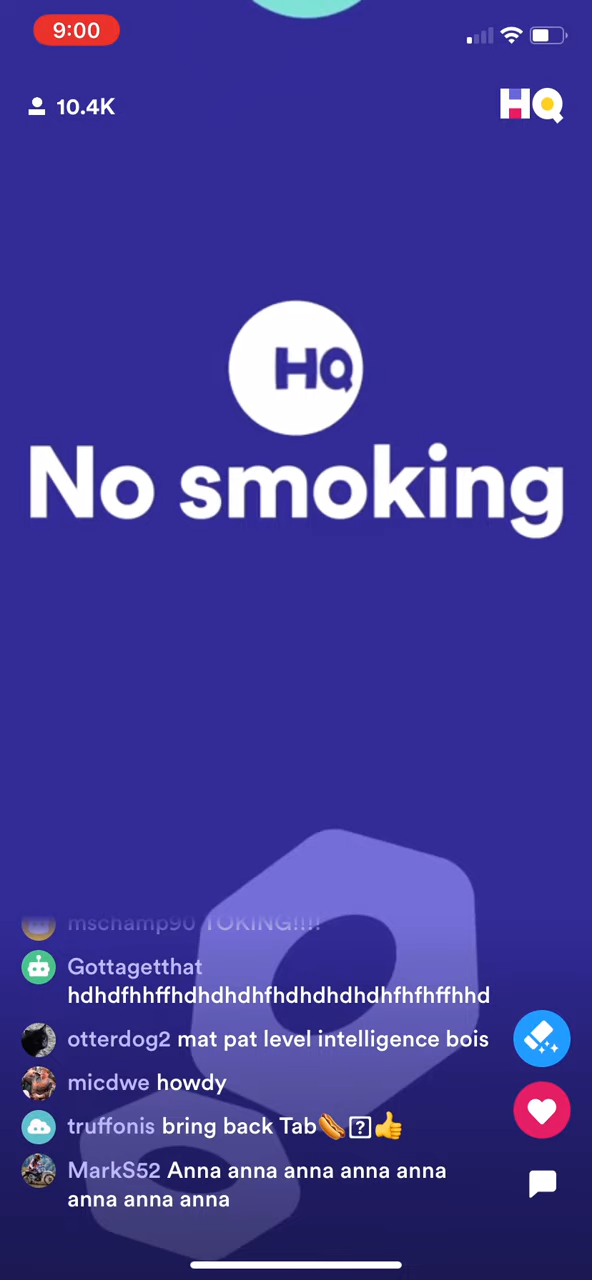 9:00
10.4K
HQ
HQ
No smoking
mschamp90 TOKING!!!!
Gottagetthat
hdhdfhhffhdhdhdhfhdhdhdhdhfhfhffhhd
otterdog2 mat pat level intelligence bois
micdwe howdy
truffonis bring back Tab🌭⍰👍
MarkS52 Anna anna anna anna anna
anna anna anna